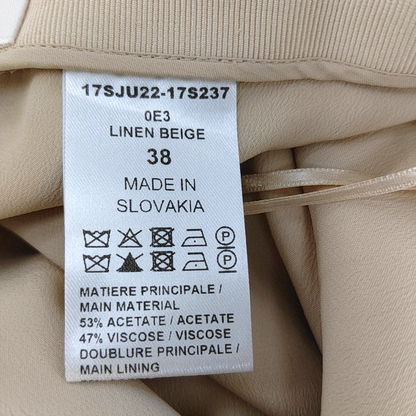 17SJU22-17S237
0E3
LINEN BEIGE
38
MADE IN
SLOVAKIA
P
P
MATIERE PRINCIPALE /
MAIN MATERIAL
53% ACETATE / ACETATE
47% VISCOSE / VISCOSE
DOUBLURE PRINCIPALE /
MAIN LINING